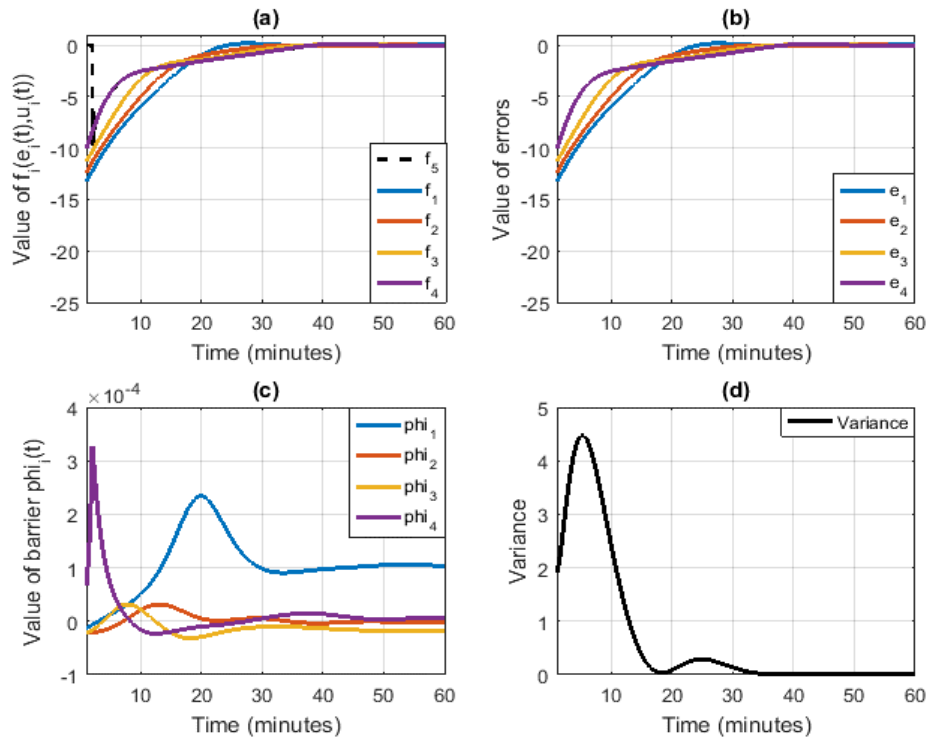 (a)
Value of f_i(e_i(t),u_i(t))
0
-5
-10
-15
-20
-25
10 20 30 40 50 60
Time (minutes)
f_5
f_1
f_2
f_3
f_4
(b)
Value of errors
0
-5
-10
-15
-20
-25
10 20 30 40 50 60
Time (minutes)
e_1
e_2
e_3
e_4
(c)
×10^-4
Value of barrier phi_i(t)
4
3
2
1
0
-1
10 20 30 40 50 60
Time (minutes)
phi_1
phi_2
phi_3
phi_4
(d)
Variance
5
4
3
2
1
0
10 20 30 40 50 60
Time (minutes)
Variance